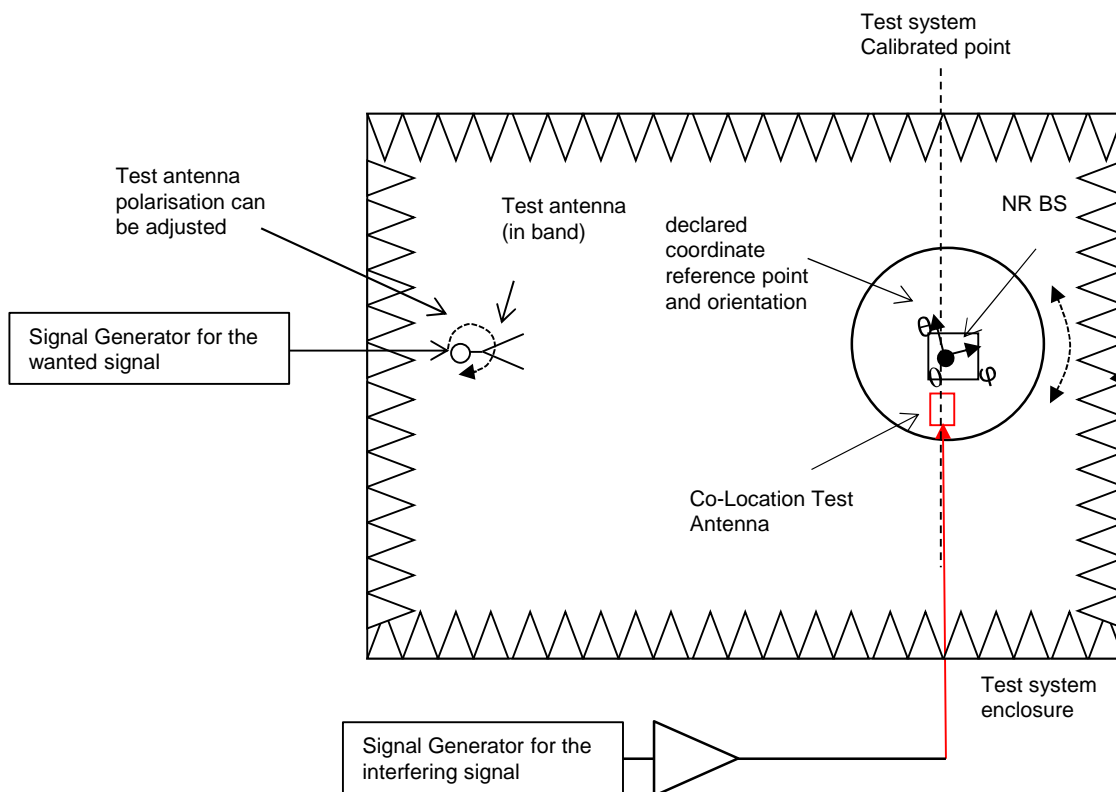 Test system
Calibrated point
Test antenna
polarisation can
be adjusted
Test antenna
(in band)
declared
coordinate
reference point
and orientation
NR BS
Signal Generator for the
wanted signal
θ
0
φ
Co-Location Test
Antenna
Test system
enclosure
Signal Generator for the
interfering signal